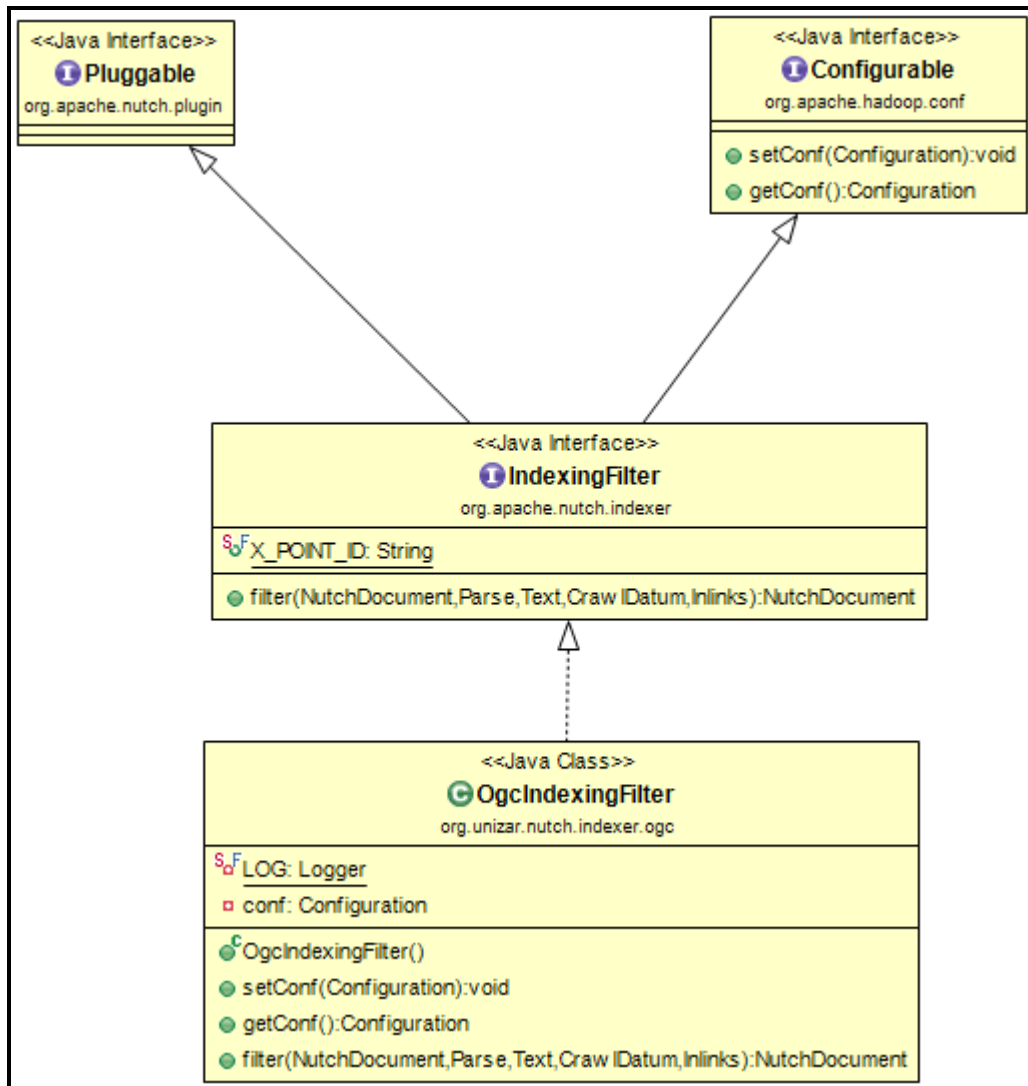 <<Java Interface>>
I Pluggable
org.apache.nutch.plugin
<<Java Interface>>
I Configurable
org.apache.hadoop.conf
setConf(Configuration):void
getConf():Configuration
<<Java Interface>>
I IndexingFilter
org.apache.nutch.indexer
S F X_POINT_ID: String
filter(NutchDocument,Parse,Text,CrawlDatum,Inlinks):NutchDocument
<<Java Class>>
C OgcIndexingFilter
org.unizar.nutch.indexer.ogc
S F LOG: Logger
conf: Configuration
C OgcIndexingFilter()
setConf(Configuration):void
getConf():Configuration
filter(NutchDocument,Parse,Text,CrawlDatum,Inlinks):NutchDocument